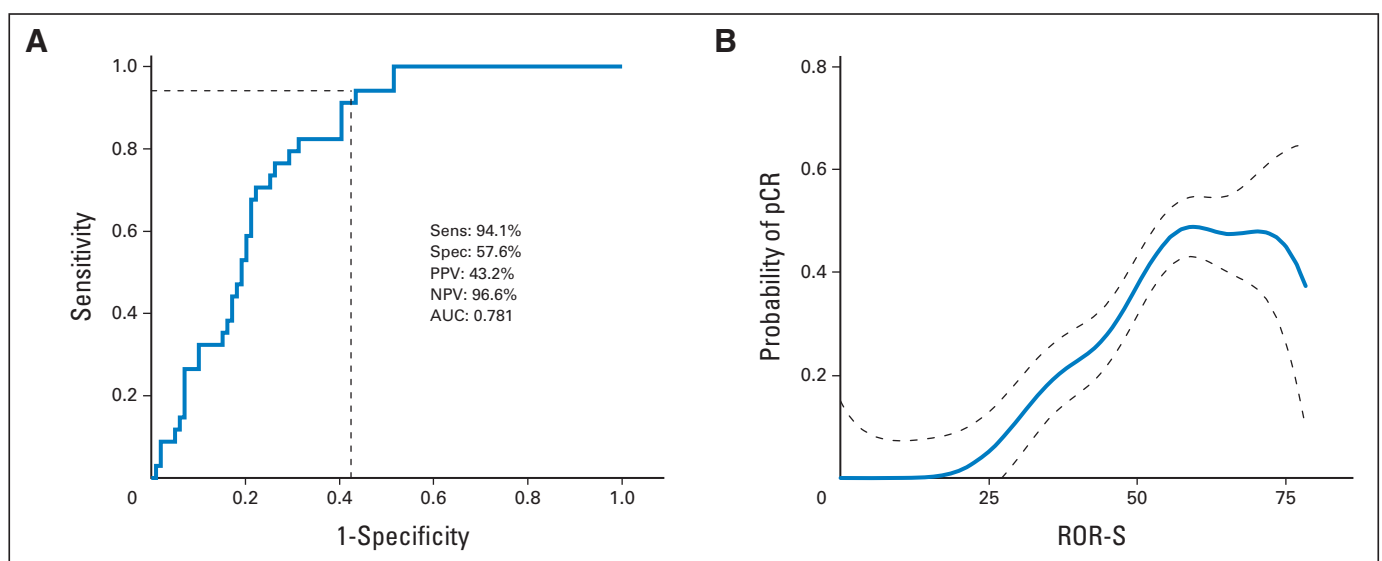 A
1.0
0.8
0.6
0.4
0.2
0
0.2
0.4
0.6
0.8
1.0
Sensitivity
1-Specificity
Sens: 94.1%
Spec: 57.6%
PPV: 43.2%
NPV: 96.6%
AUC: 0.781
B
0.8
0.6
0.4
0.2
0
25
50
75
Probability of pCR
ROR-S